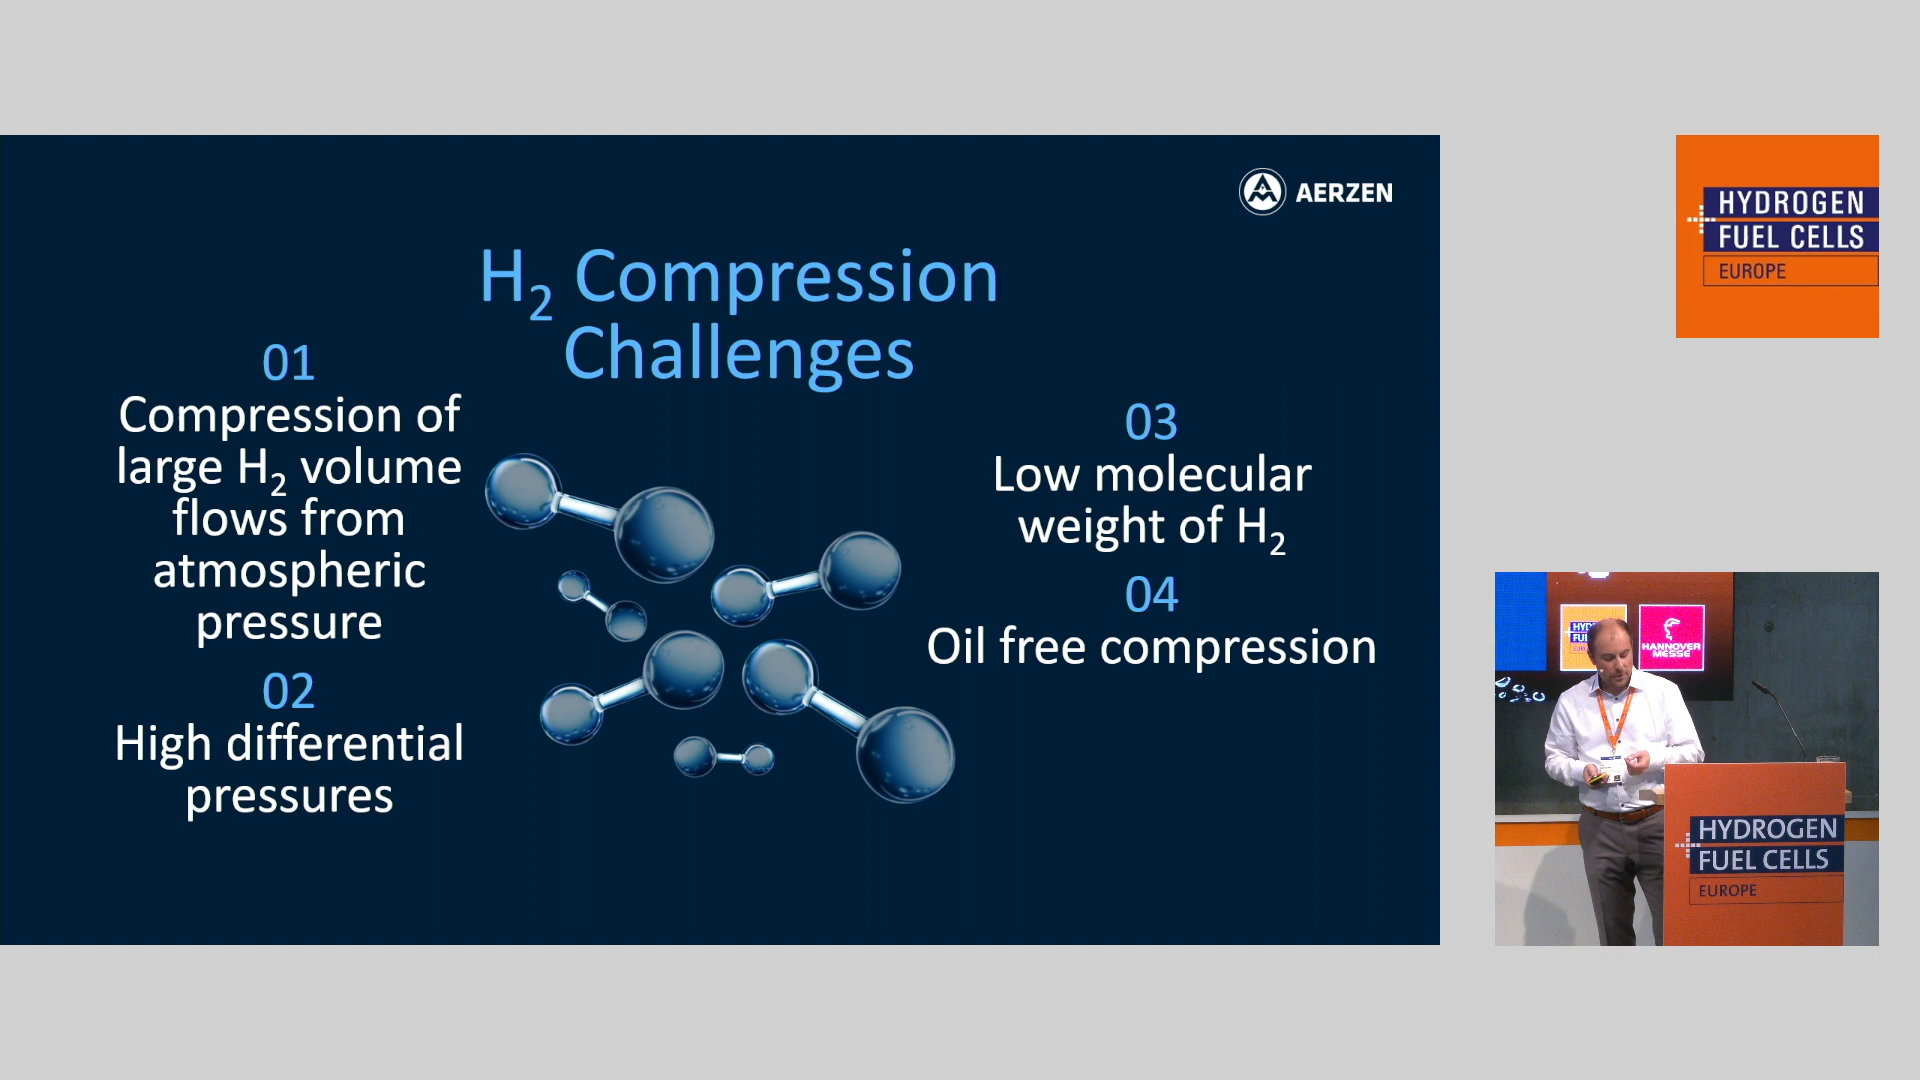 AERZEN
H₂ Compression
Challenges
01
Compression of
large H₂ volume
flows from
atmospheric
pressure
02
High differential
pressures
03
Low molecular
weight of H₂
04
Oil free compression
HYDROGEN
FUEL CELLS
EUROPE
HANNOVER
MESSE
HYDROGEN
FUEL CELLS
EUROPE